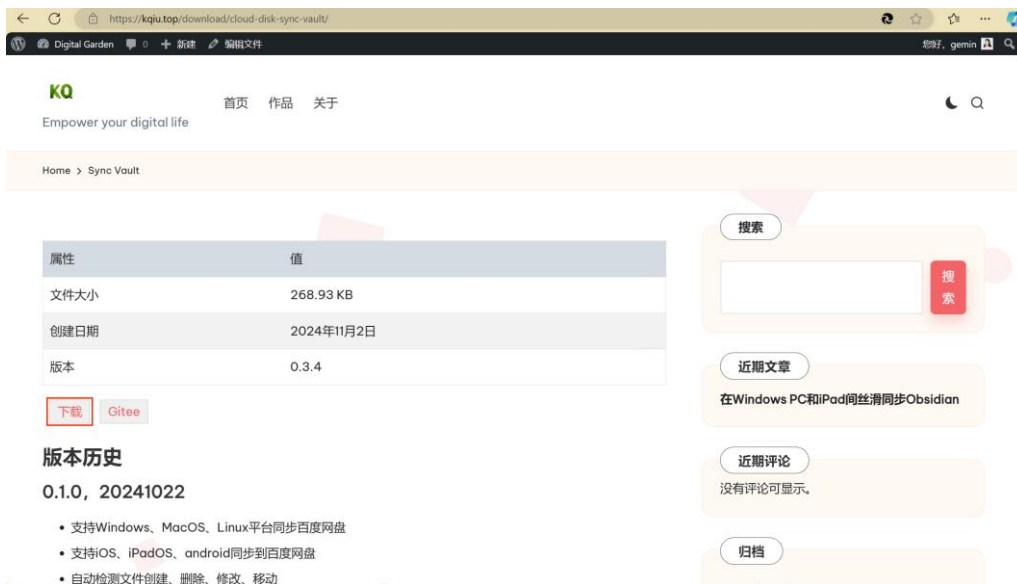 https://kqiu.top/download/cloud-disk-sync-vault/
Digital Garden 0 新建 编辑文件 您好，gemin
KQ
Empower your digital life
首页 作品 关于
Home > Sync Vault
属性 值
文件大小 268.93 KB
创建日期 2024年11月2日
版本 0.3.4
下载 Gitee
版本历史
0.1.0，20241022
• 支持Windows、MacOS、Linux平台同步百度网盘
• 支持iOS、iPadOS、android同步到百度网盘
• 自动检测文件创建、删除、修改、移动
搜索
搜
索
近期文章
在Windows PC和iPad间丝滑同步Obsidian
近期评论
没有评论可显示。
归档